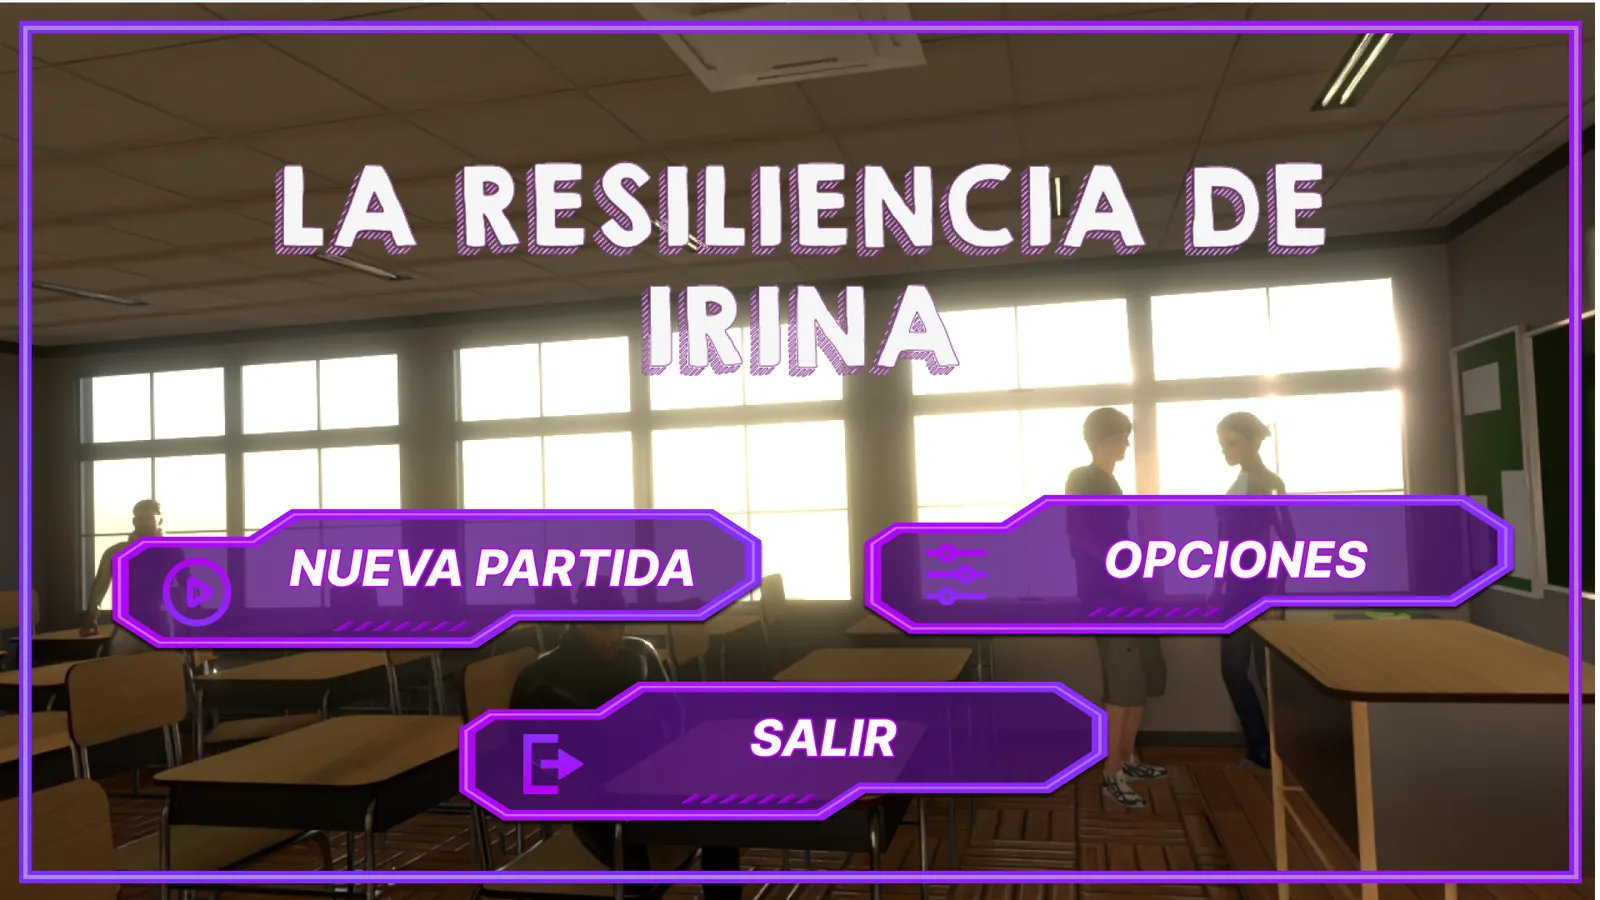 LA RESILIENCIA DE
IRINA
NUEVA PARTIDA
OPCIONES
SALIR